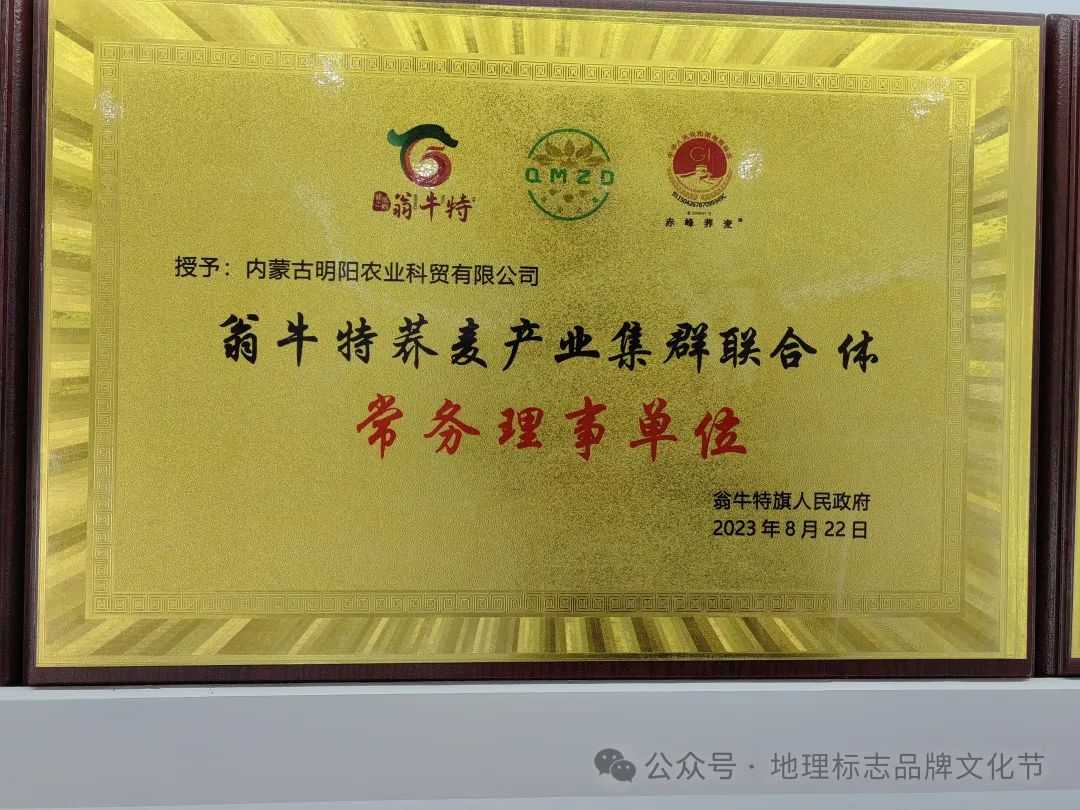 翁牛特
QMZD
GI
赤峰荞麦
授予：内蒙古明阳农业科贸有限公司
翁牛特荞麦产业集群联合体
常务理事单位
翁牛特旗人民政府
2023年8月22日
公众号·地理标志品牌文化节